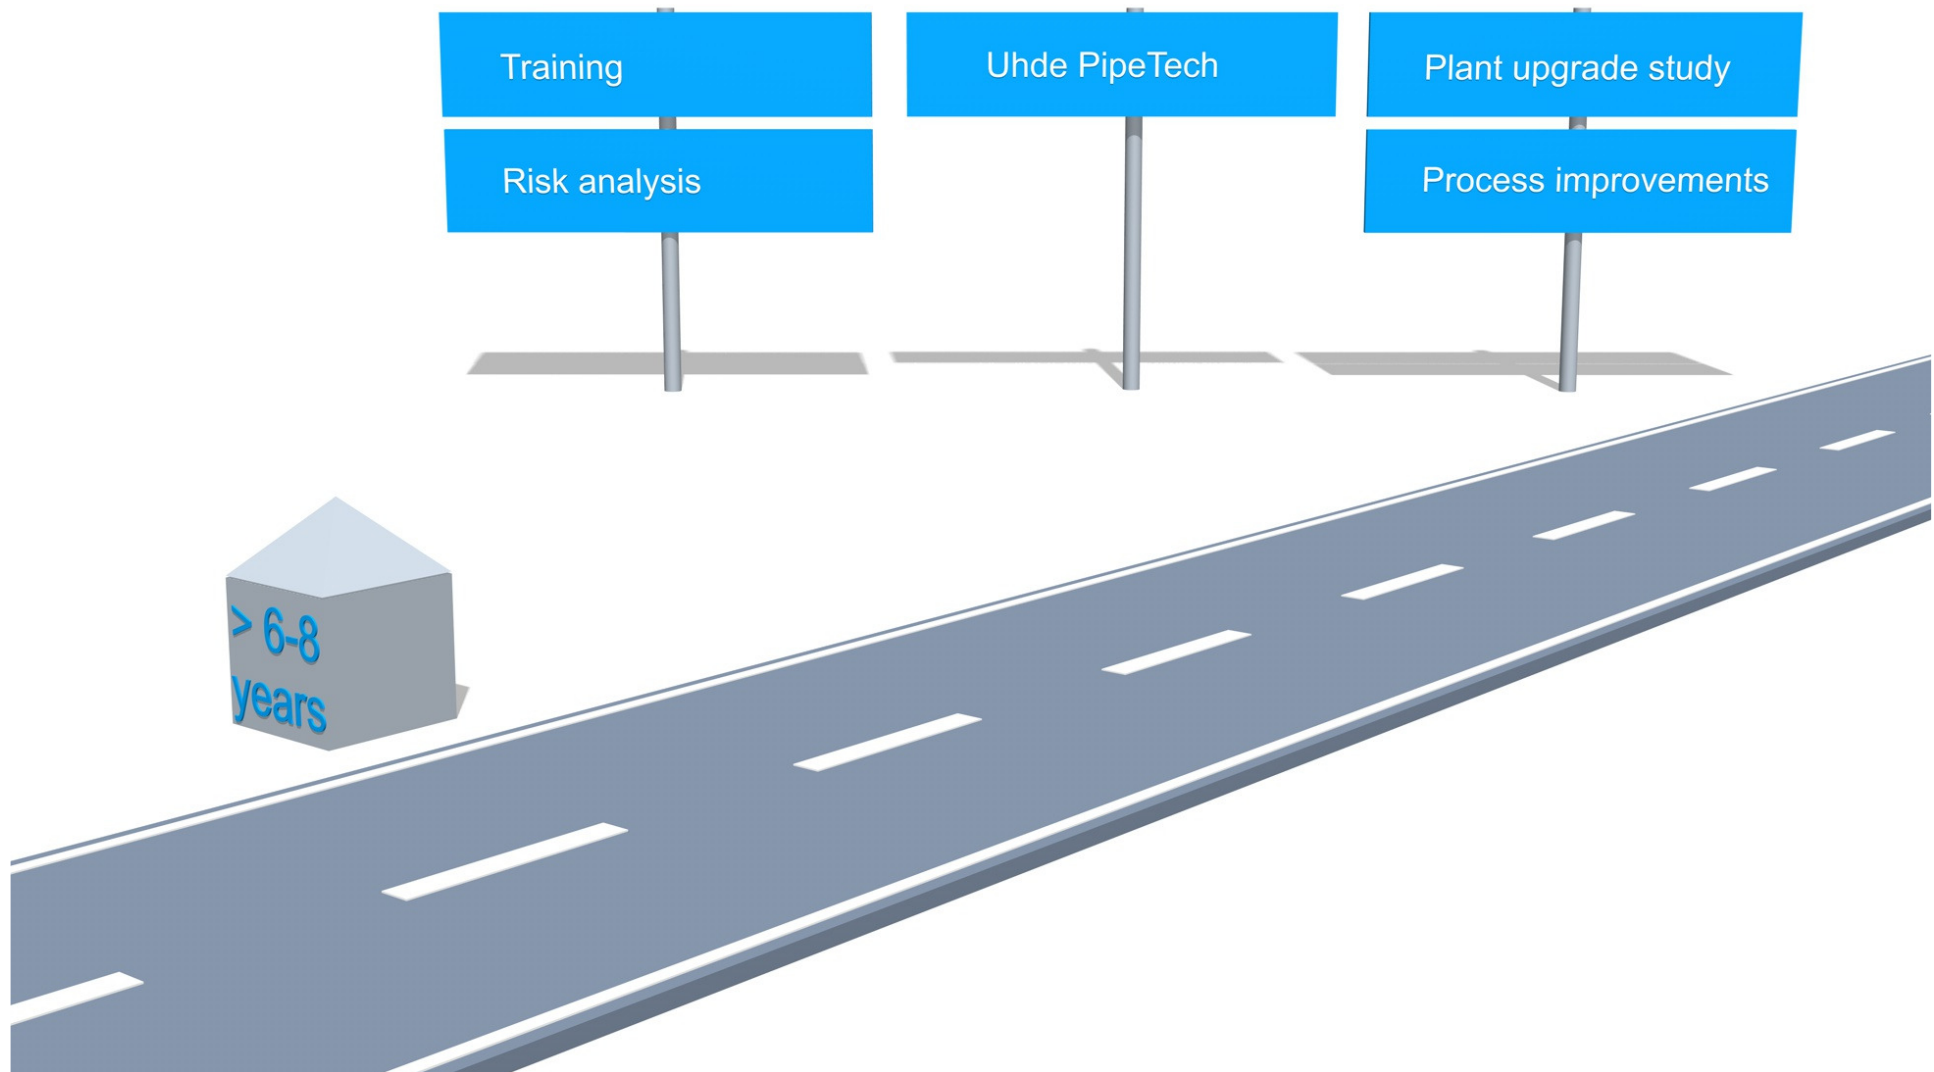 Training
Uhde PipeTech
Plant upgrade study
Risk analysis
Process improvements
> 6-8
years